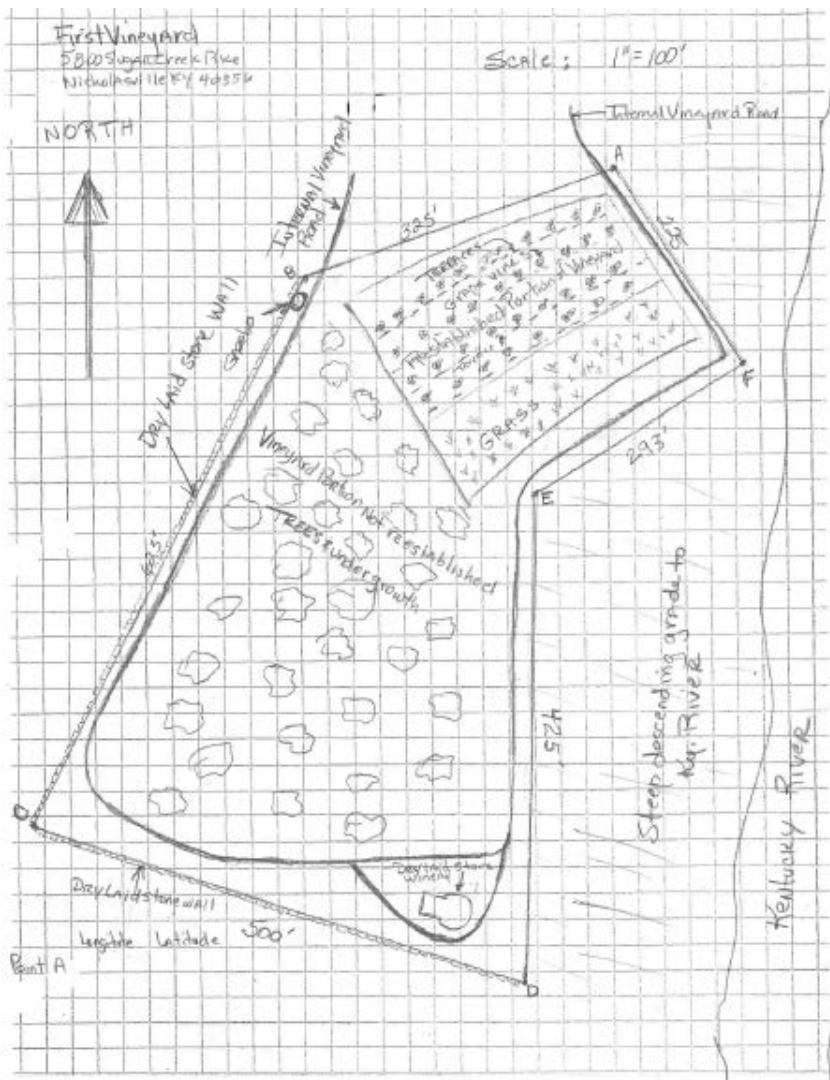 First Vineyard
5800 Sugar Creek Pike
Nicholasville KY 40356
Scale: 1"=100'
NORTH
Internal Vineyard Road
A
Internal Vineyard
Road
325'
225'
B
Terraces
Grape vines
Reestablished Portion of Vineyard
GRASS
Gazebo
Dry Laid Stone WALL
F
293'
E
Vineyard Portion Not reestablished
TREES & undergrowth
693'
425'
Steep descending grade to
Ky. River
Kentucky River
Dry Laid Stone
Winery
Dry Laid stone wall
500'
Longitude Latitude
Point A
D